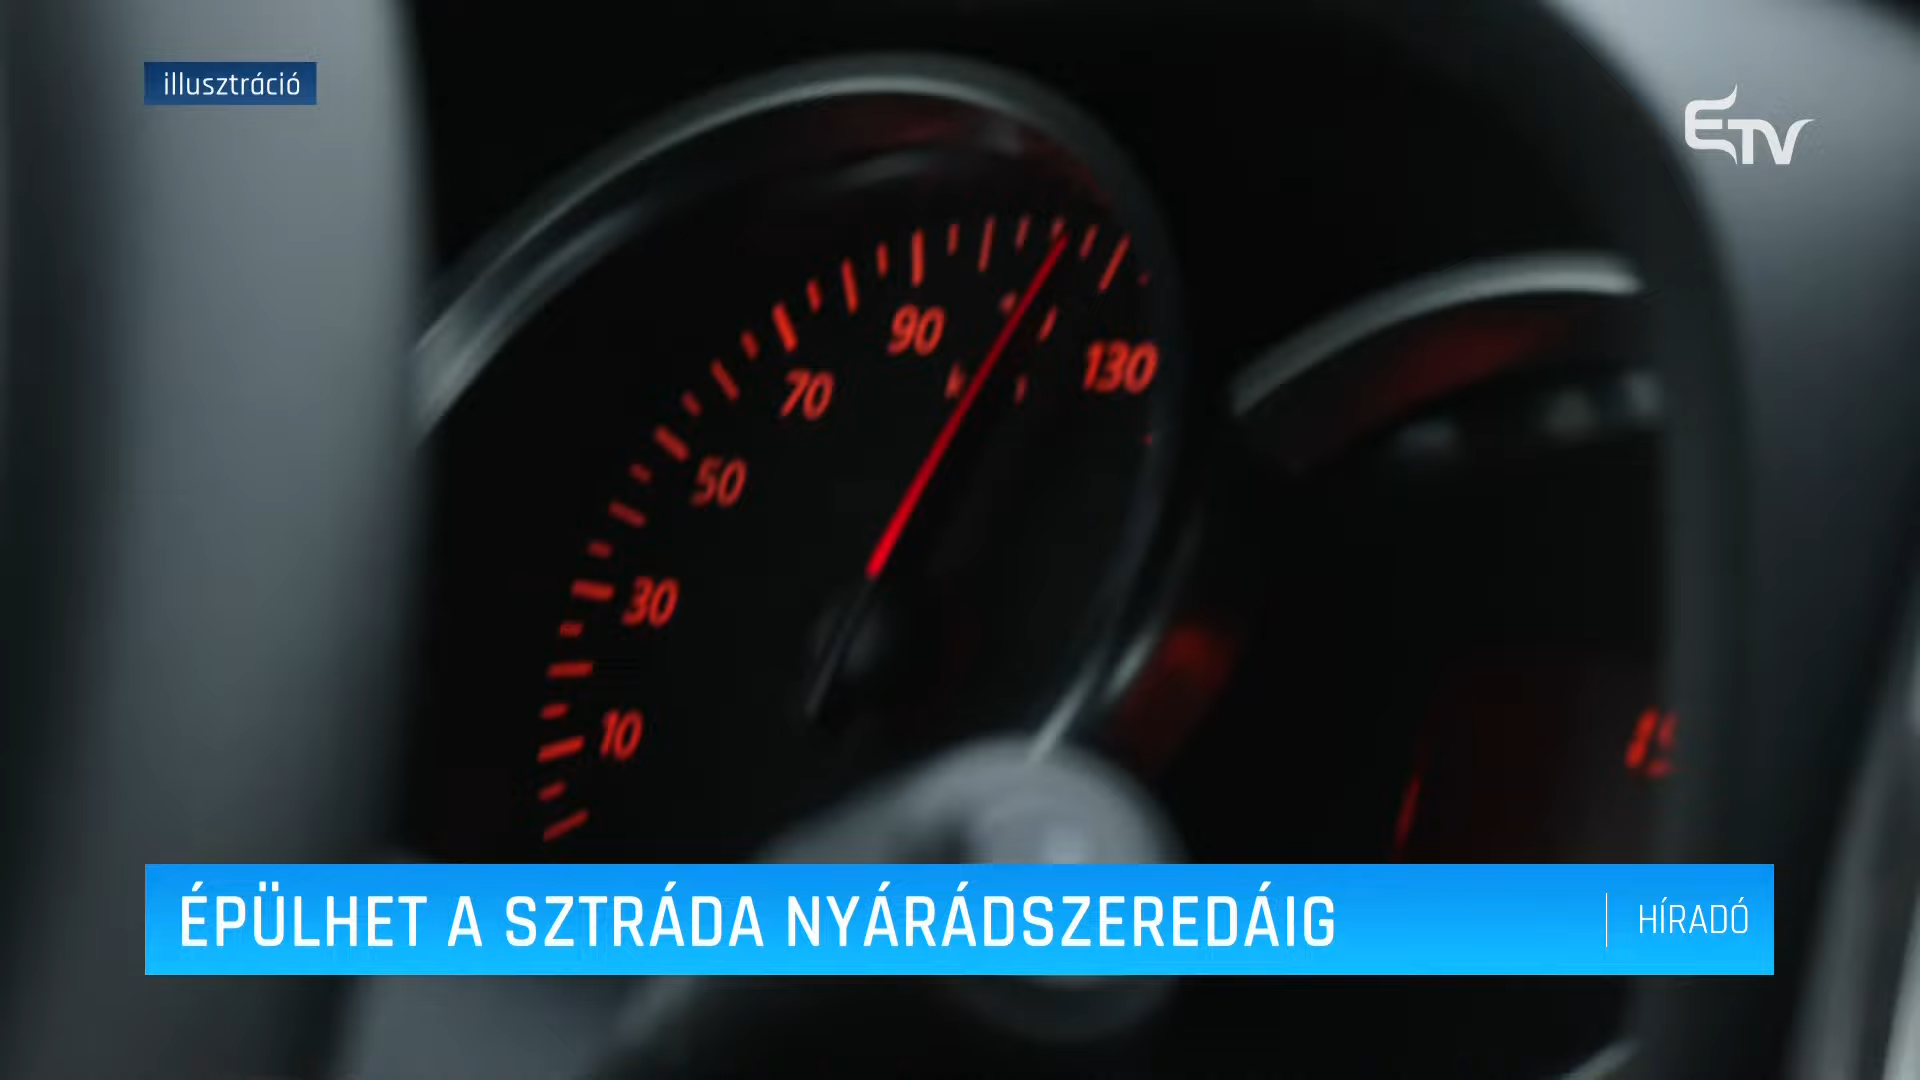 illusztráció
ETV
90
130
70
50
30
10
ÉPÜLHET A SZTRÁDA NYÁRÁDSZEREDÁIG
HÍRADÓ